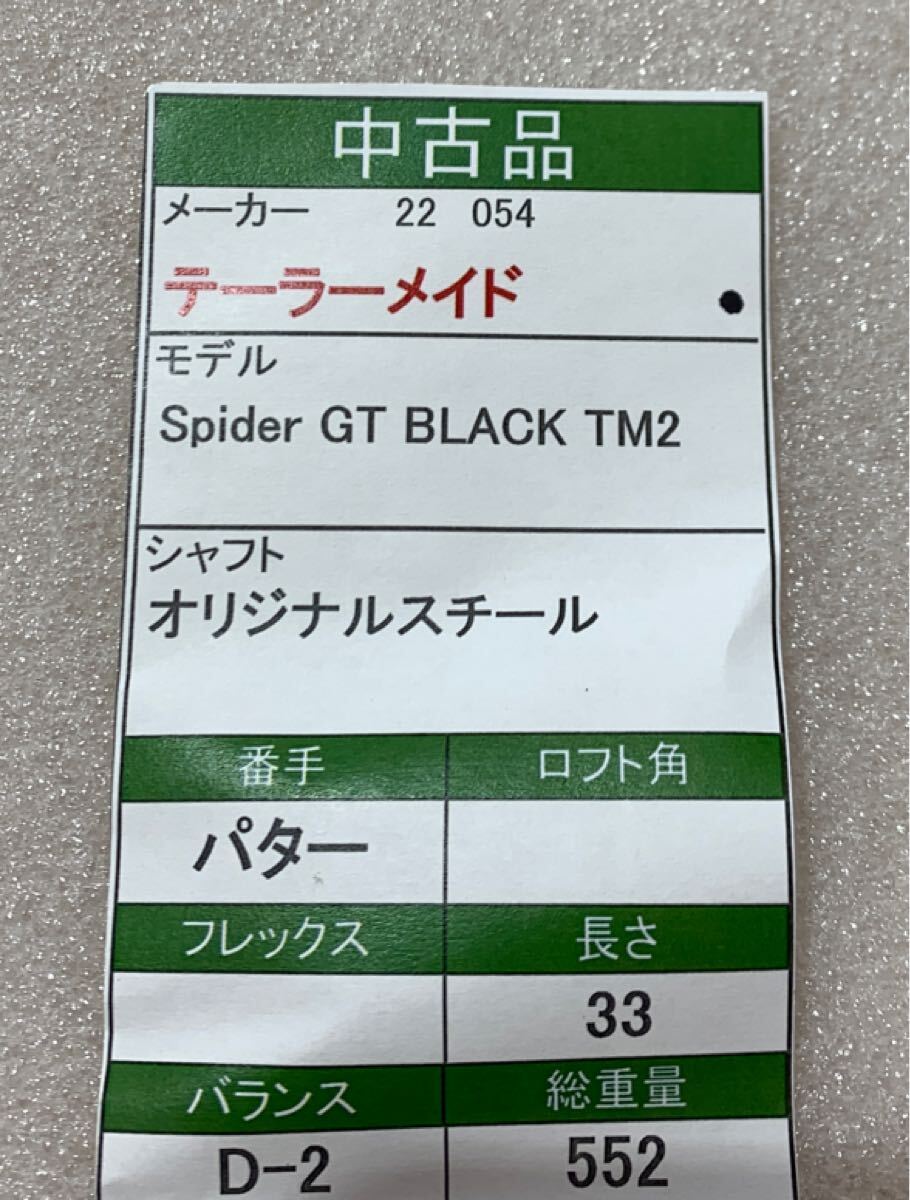 中古品
メーカー 22 054
テーラーメイド
モデル
Spider GT BLACK TM2
シャフト
オリジナルスチール
番手 ロフト角
パター
フレックス 長さ
33
バランス 総重量
D-2 552